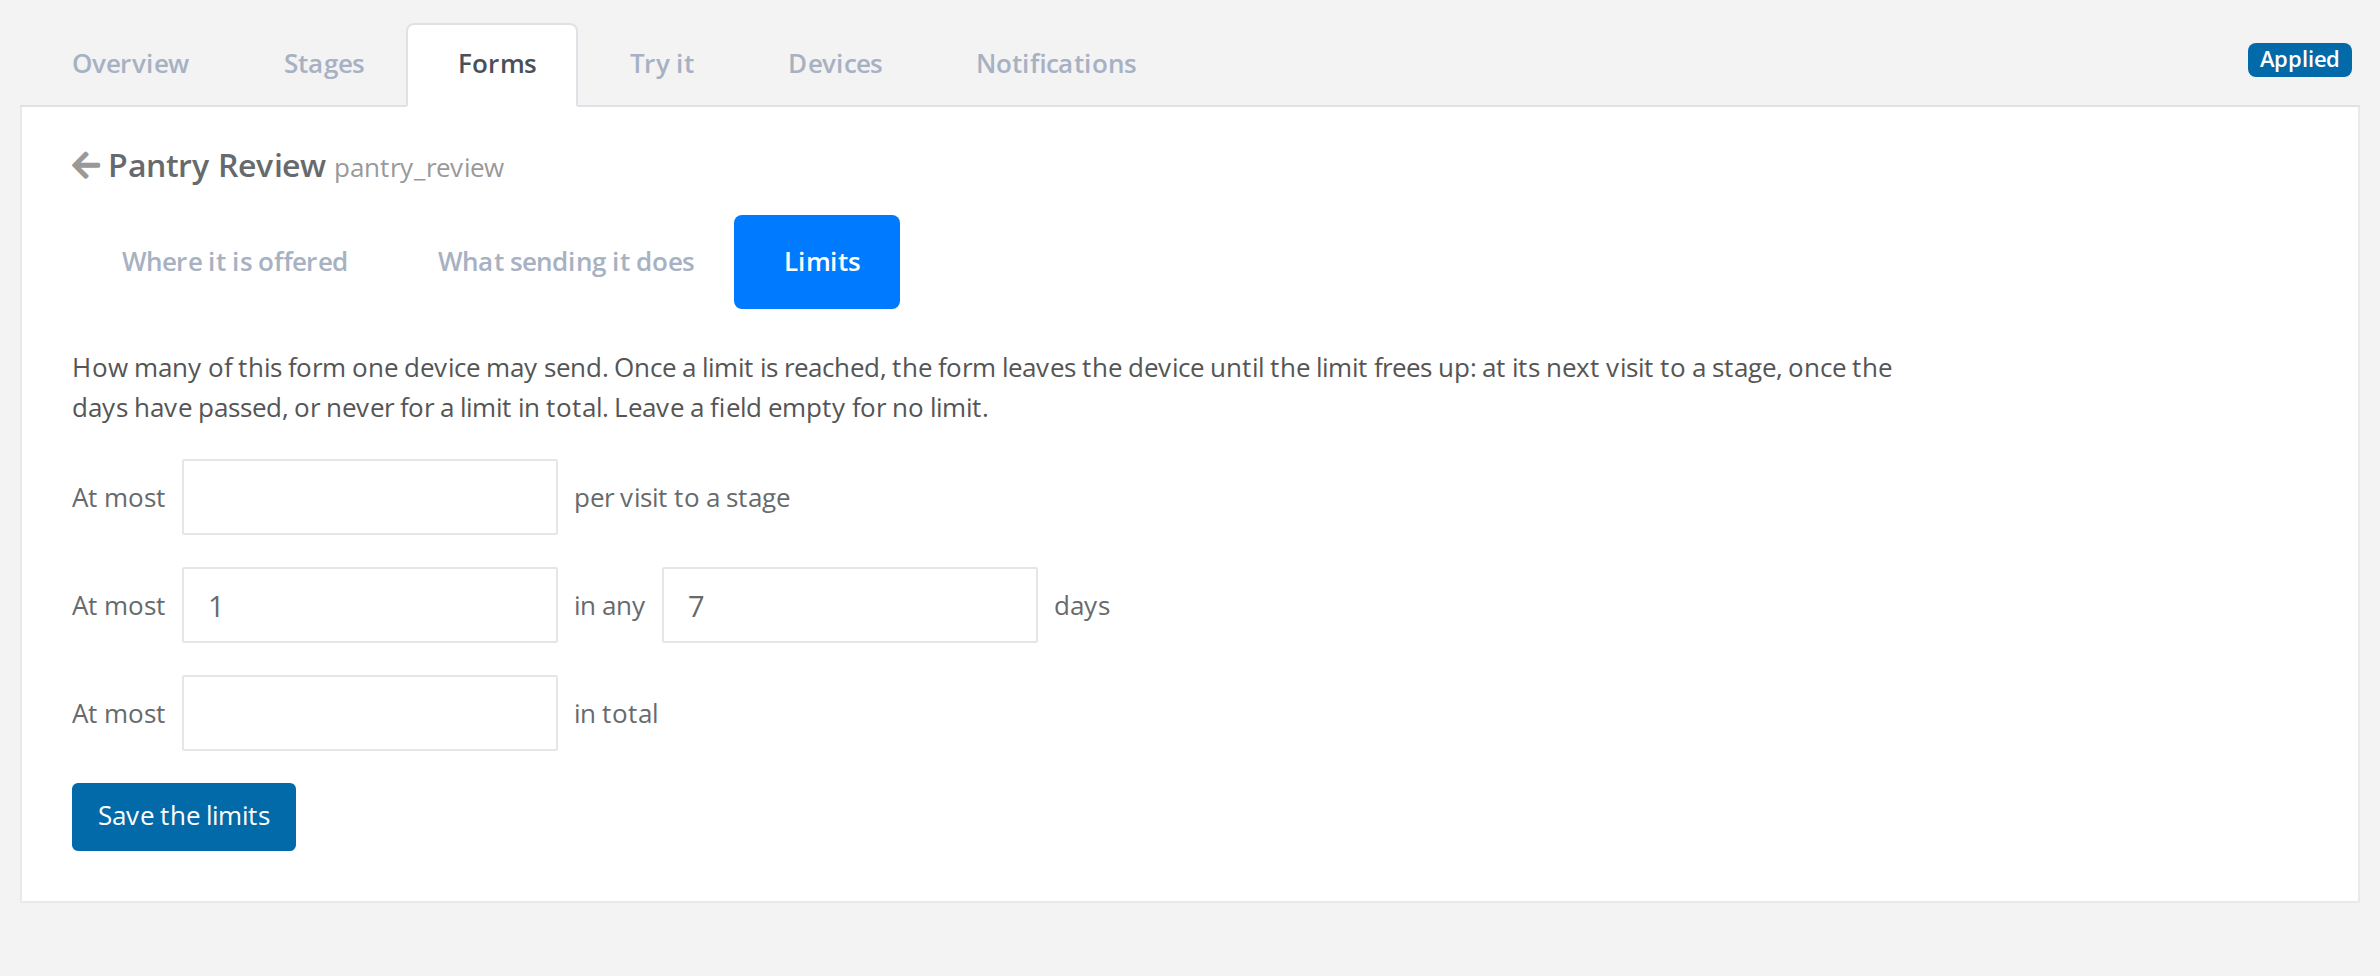 Overview Stages Forms Try it Devices Notifications Applied
Pantry Review pantry_review
Where it is offered What sending it does Limits
How many of this form one device may send. Once a limit is reached, the form leaves the device until the limit frees up: at its next visit to a stage, once the
days have passed, or never for a limit in total. Leave a field empty for no limit.
At most per visit to a stage
At most 1 in any 7 days
At most in total
Save the limits